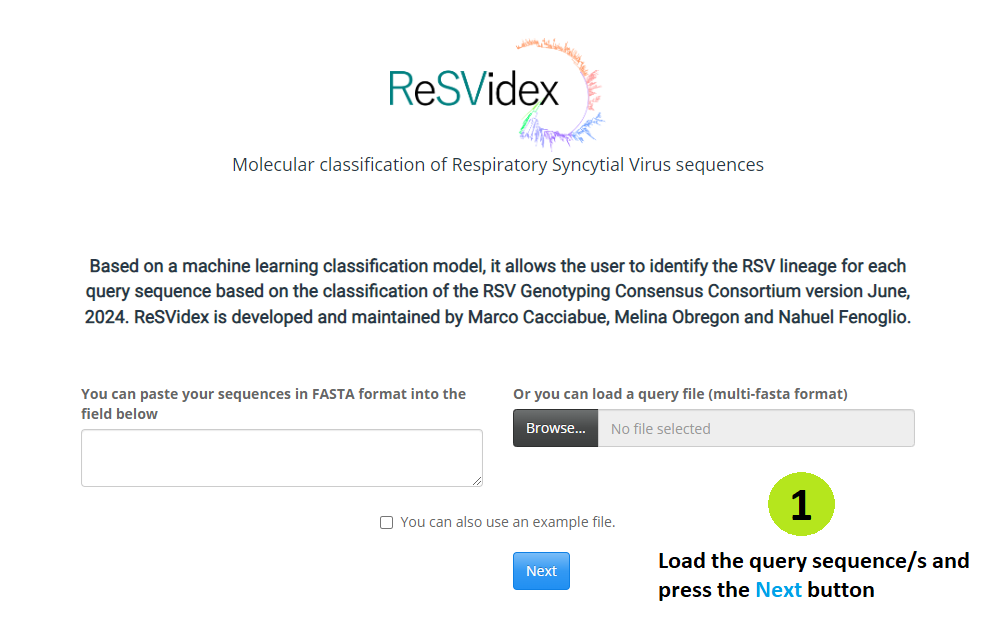 ReSVidex
Molecular classification of Respiratory Syncytial Virus sequences
Based on a machine learning classification model, it allows the user to identify the RSV lineage for each
query sequence based on the classification of the RSV Genotyping Consensus Consortium version June,
2024. ReSVidex is developed and maintained by Marco Cacciabue, Melina Obregon and Nahuel Fenoglio.
You can paste your sequences in FASTA format into the
field below
Or you can load a query file (multi-fasta format)
Browse... No file selected
You can also use an example file.
Next
1
Load the query sequence/s and
press the Next button